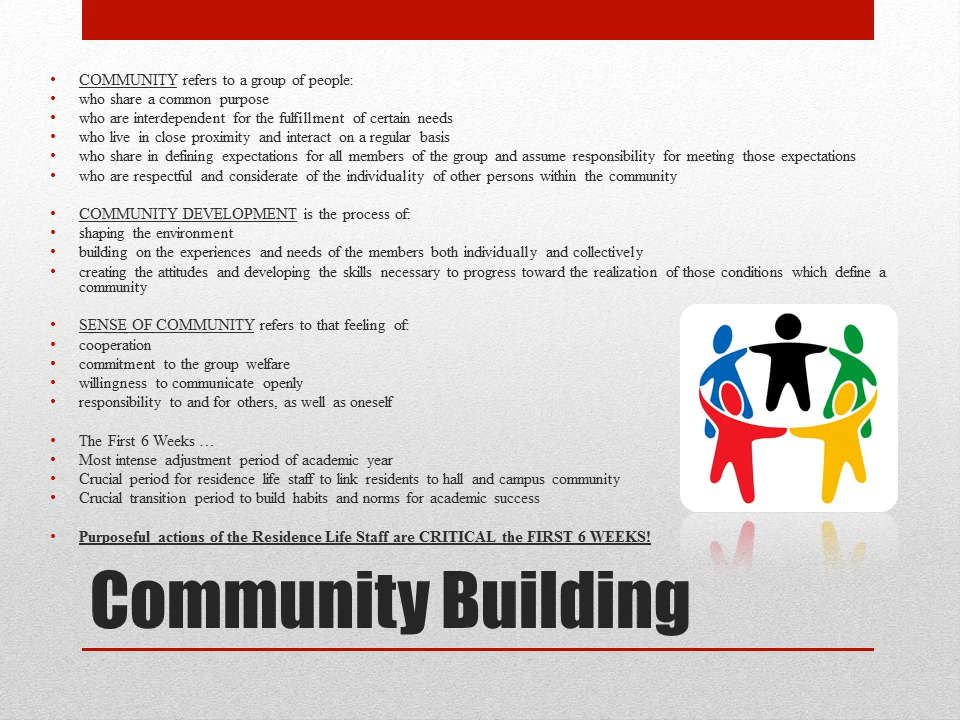 • COMMUNITY refers to a group of people:
• who share a common purpose
• who are interdependent for the fulfillment of certain needs
• who live in close proximity and interact on a regular basis
• who share in defining expectations for all members of the group and assume responsibility for meeting those expectations
• who are respectful and considerate of the individuality of other persons within the community
• COMMUNITY DEVELOPMENT is the process of:
• shaping the environment
• building on the experiences and needs of the members both individually and collectively
• creating the attitudes and developing the skills necessary to progress toward the realization of those conditions which define a
community
• SENSE OF COMMUNITY refers to that feeling of:
• cooperation
• commitment to the group welfare
• willingness to communicate openly
• responsibility to and for others, as well as oneself
• The First 6 Weeks …
• Most intense adjustment period of academic year
• Crucial period for residence life staff to link residents to hall and campus community
• Crucial transition period to build habits and norms for academic success
• Purposeful actions of the Residence Life Staff are CRITICAL the FIRST 6 WEEKS!
Community Building